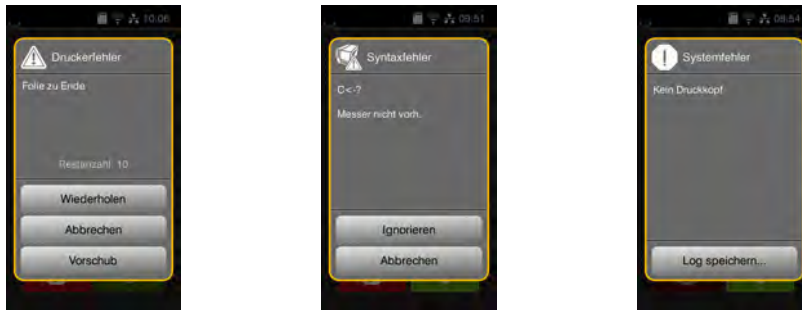 10:06
Druckerfehler
Folie zu Ende
Restanzahl 10
Wiederholen
Abbrechen
Vorschub
09:51
Syntaxfehler
C<-?
Messer nicht vorh.
Ignorieren
Abbrechen
08:54
Systemfehler
Kein Druckkopf
Log speichern...